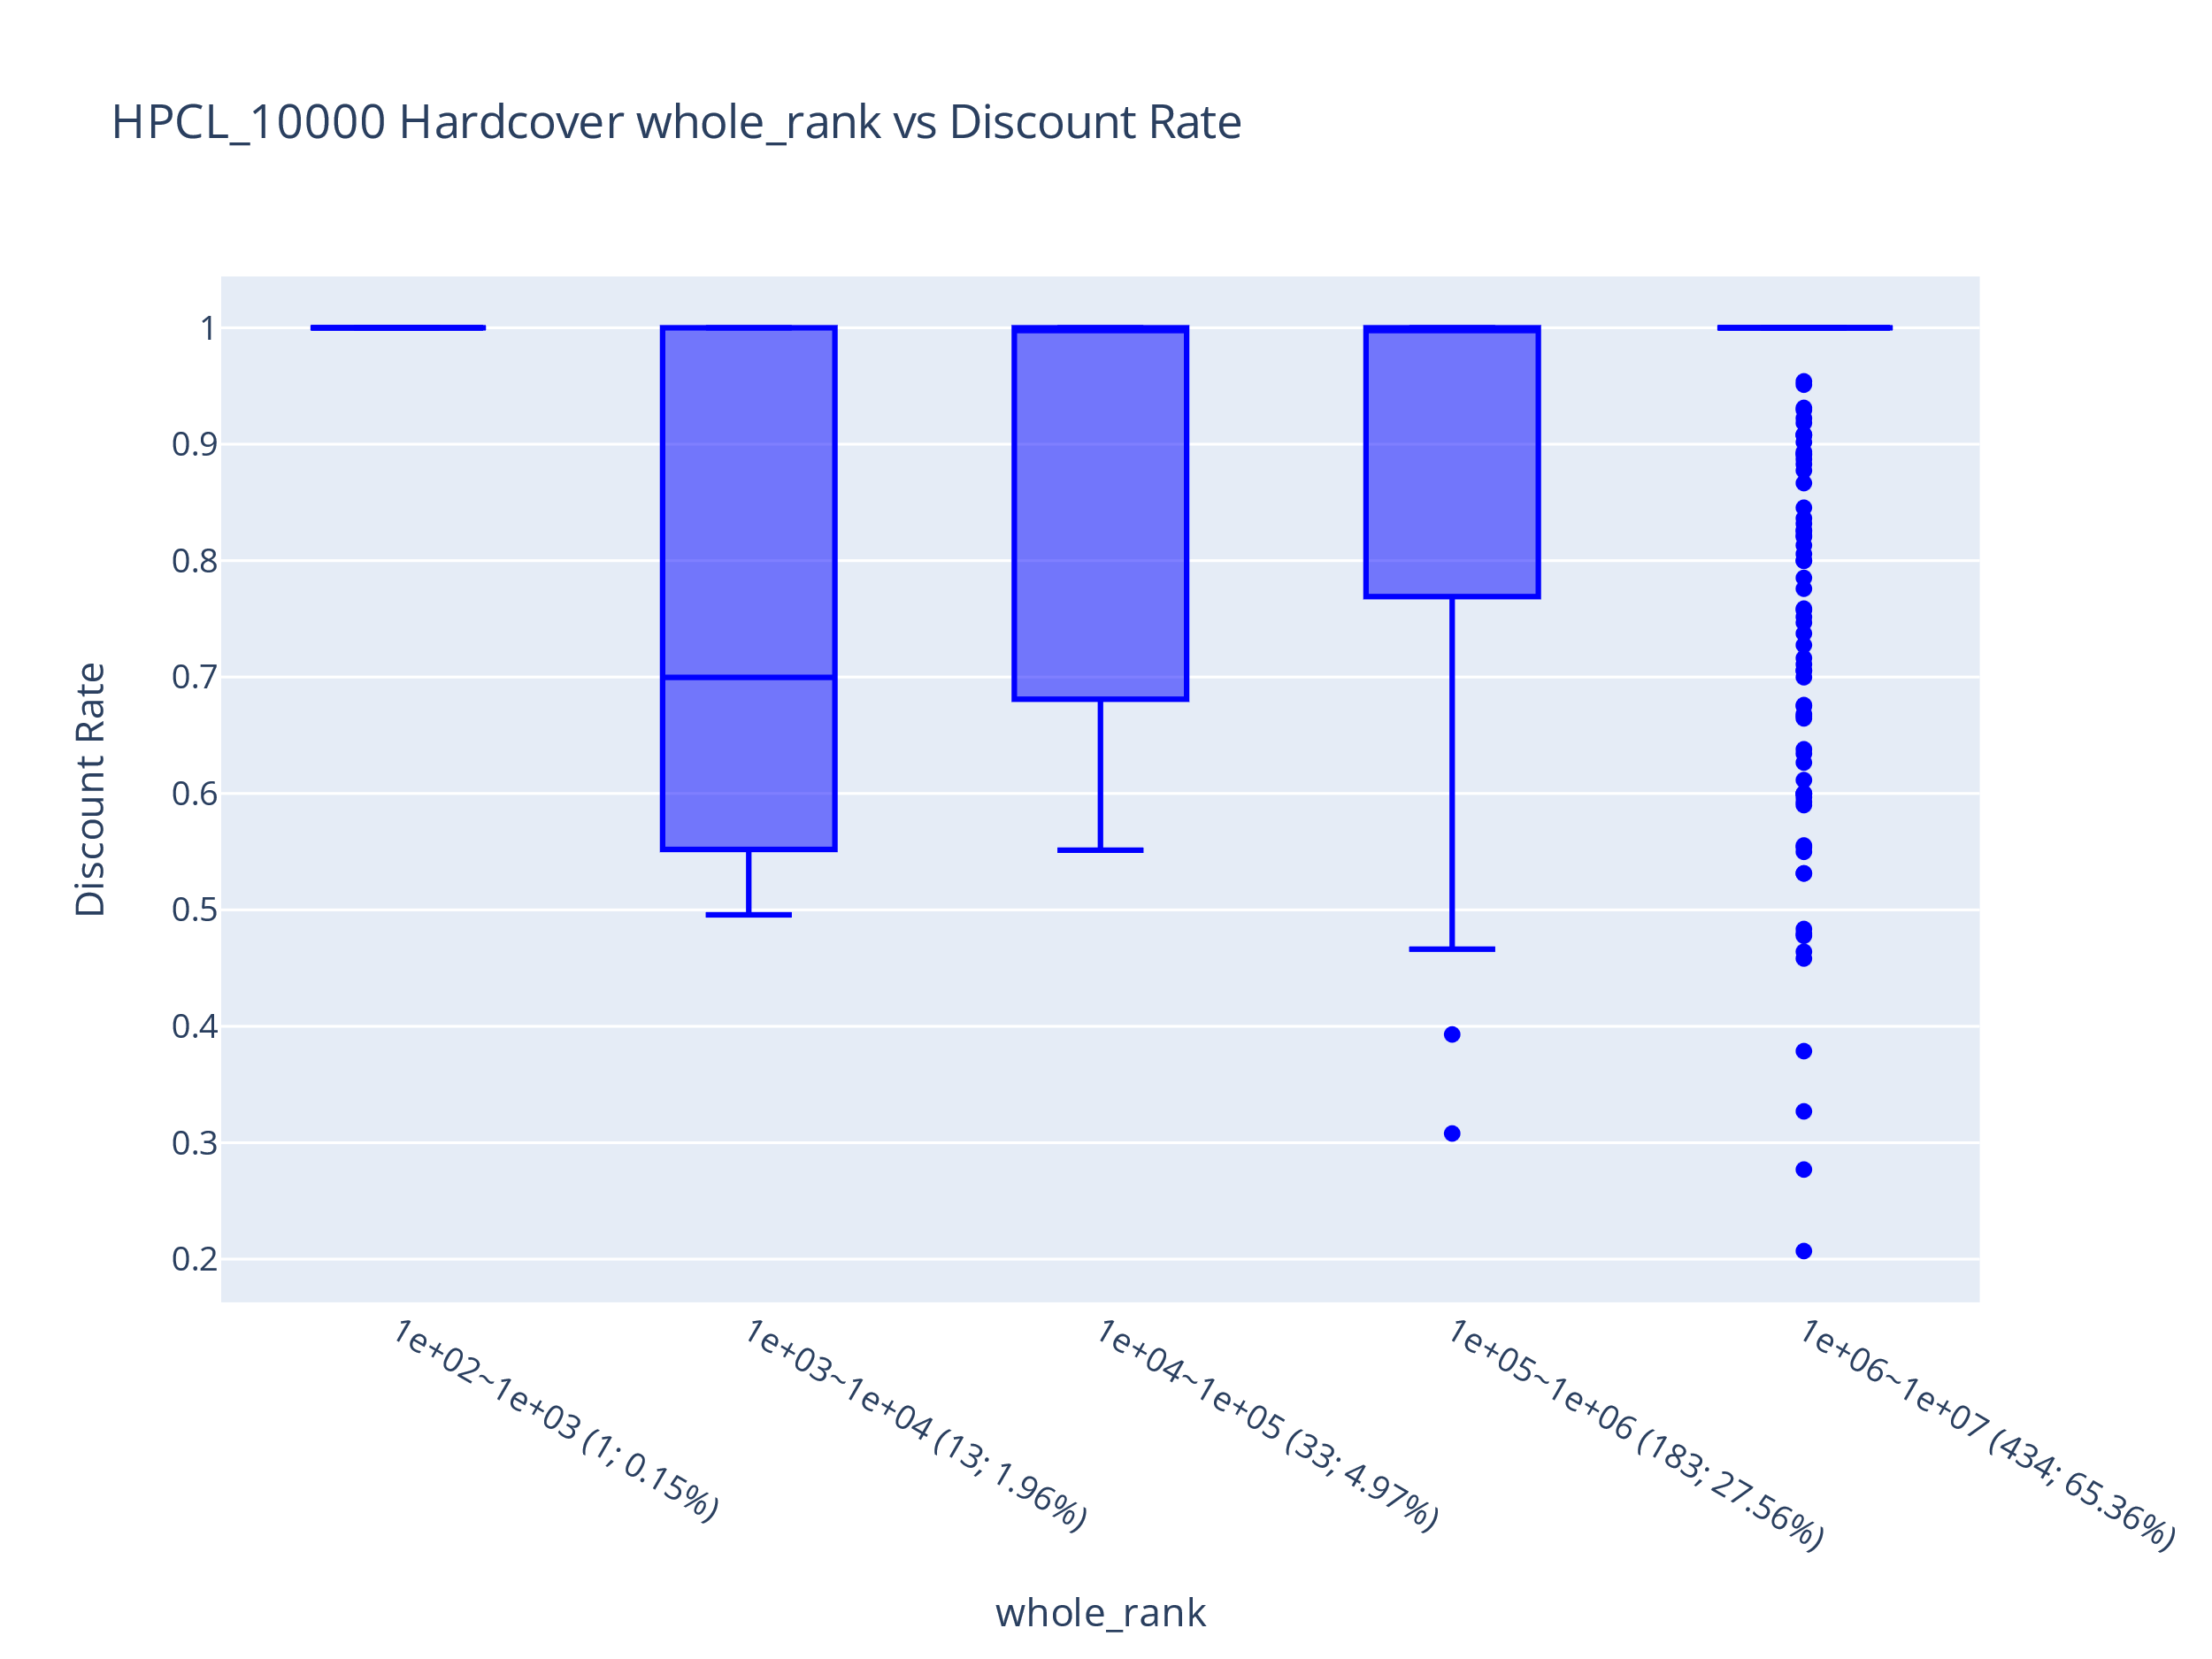 HPCL_10000 Hardcover whole_rank vs Discount Rate
1
0.9
0.8
0.7
0.6
0.5
0.4
0.3
0.2
Discount Rate
1e+02~1e+03 (1; 0.15%)
1e+03~1e+04 (13; 1.96%)
1e+04~1e+05 (33; 4.97%)
1e+05~1e+06 (183; 27.56%)
1e+06~1e+07 (434; 65.36%)
whole_rank